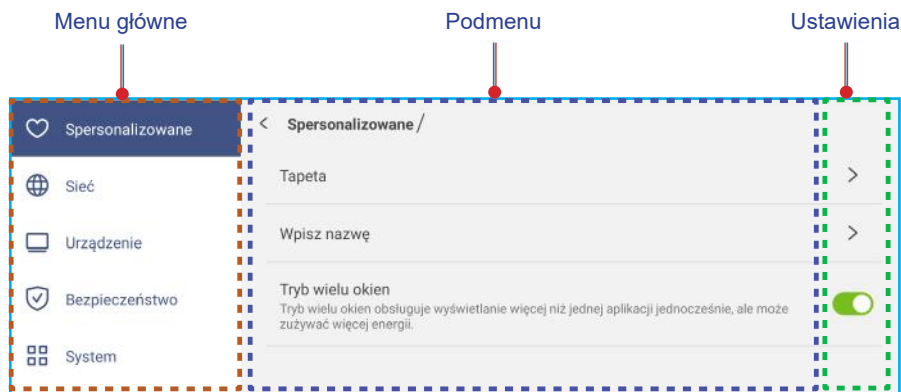 Menu główne
Podmenu
Ustawienia
Spersonalizowane
Sieć
Urządzenie
Bezpieczeństwo
System
< Spersonalizowane /
Tapeta
Wpisz nazwę
Tryb wielu okien
Tryb wielu okien obsługuje wyświetlanie więcej niż jednej aplikacji jednocześnie, ale może
zużywać więcej energii.